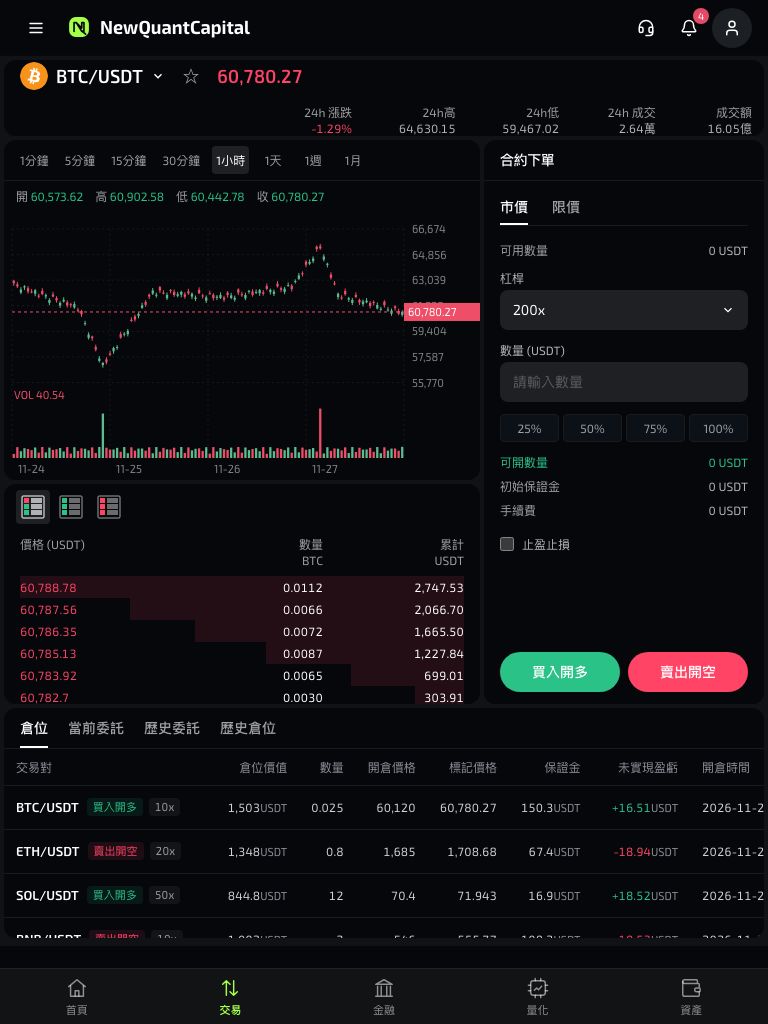 NewQuantCapital
4
BTC/USDT 60,780.27
24h 漲跌 24h高 24h低 24h 成交 成交額
-1.29% 64,630.15 59,467.02 2.64萬 16.05億
1分鐘 5分鐘 15分鐘 30分鐘 1小時 1天 1週 1月
開 60,573.62 高 60,902.58 低 60,442.78 收 60,780.27
66,674
64,856
63,039
60,780.27
59,404
57,587
55,770
VOL 40.54
11-24 11-25 11-26 11-27
合約下單
市價 限價
可用數量 0 USDT
杠桿
200x
數量 (USDT)
請輸入數量
25% 50% 75% 100%
可開數量 0 USDT
初始保證金 0 USDT
手續費 0 USDT
止盈止損
買入開多 賣出開空
價格 (USDT) 數量 累計
BTC USDT
60,788.78 0.0112 2,747.53
60,787.56 0.0066 2,066.70
60,786.35 0.0072 1,665.50
60,785.13 0.0087 1,227.84
60,783.92 0.0065 699.01
60,782.7 0.0030 303.91
倉位 當前委託 歷史委託 歷史倉位
交易對 倉位價值 數量 開倉價格 標記價格 保證金 未實現盈虧 開倉時間
BTC/USDT 買入開多 10x 1,503USDT 0.025 60,120 60,780.27 150.3USDT +16.51USDT 2026-11-2
ETH/USDT 賣出開空 20x 1,348USDT 0.8 1,685 1,708.68 67.4USDT -18.94USDT 2026-11-2
SOL/USDT 買入開多 50x 844.8USDT 12 70.4 71.943 16.9USDT +18.52USDT 2026-11-2
首頁 交易 金融 量化 資產